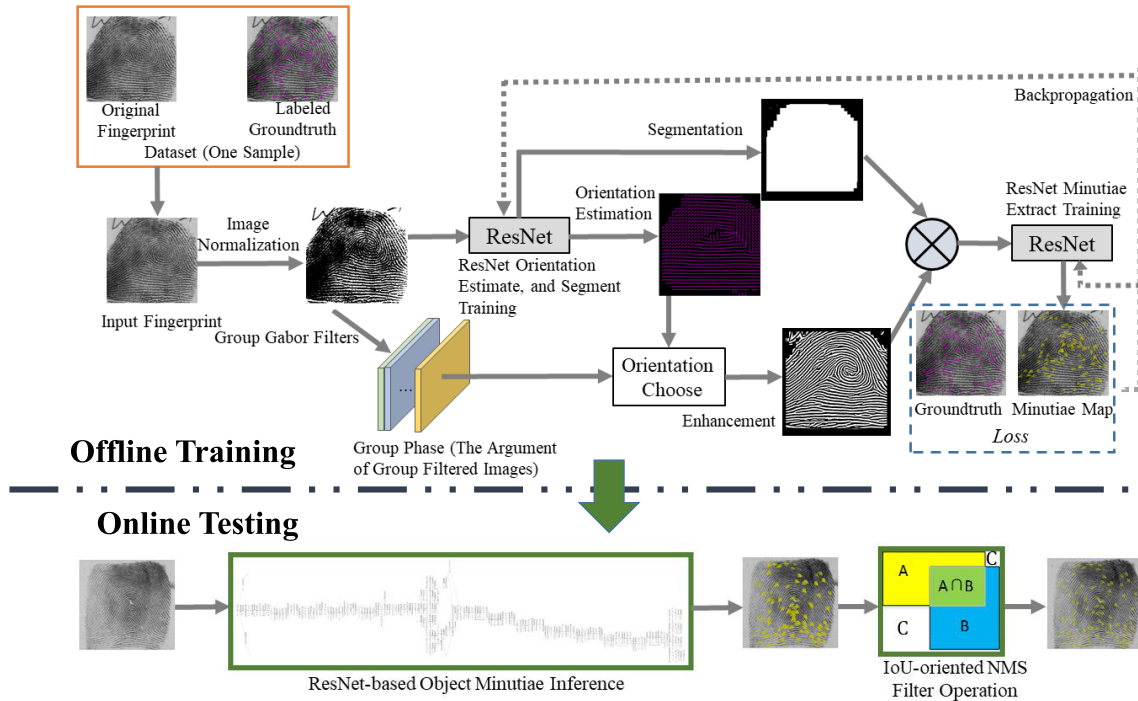 Original
Fingerprint
Labeled
Groundtruth
Dataset (One Sample)
Backpropagation
Segmentation
Image
Normalization
Orientation
Estimation
ResNet
ResNet Orientation
Estimate, and Segment
Training
ResNet Minutiae
Extract Training
ResNet
Input Fingerprint
Group Gabor Filters
...
Orientation
Choose
Enhancement
Groundtruth
Minutiae Map
Loss
Group Phase (The Argument
of Group Filtered Images)
Offline Training
Online Testing
A
C
A∩B
C
B
ResNet-based Object Minutiae Inference
IoU-oriented NMS
Filter Operation